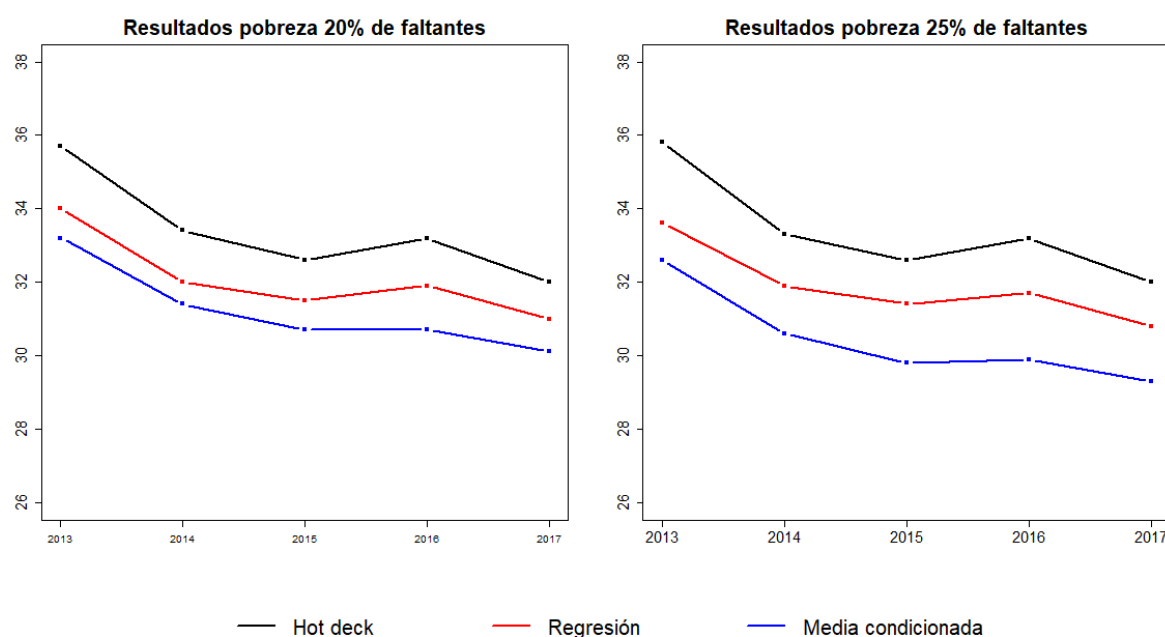 Resultados pobreza 20% de faltantes
38
36
34
32
30
28
26
2013 2014 2015 2016 2017
Resultados pobreza 25% de faltantes
38
36
34
32
30
28
26
2013 2014 2015 2016 2017
Hot deck Regresión Media condicionada